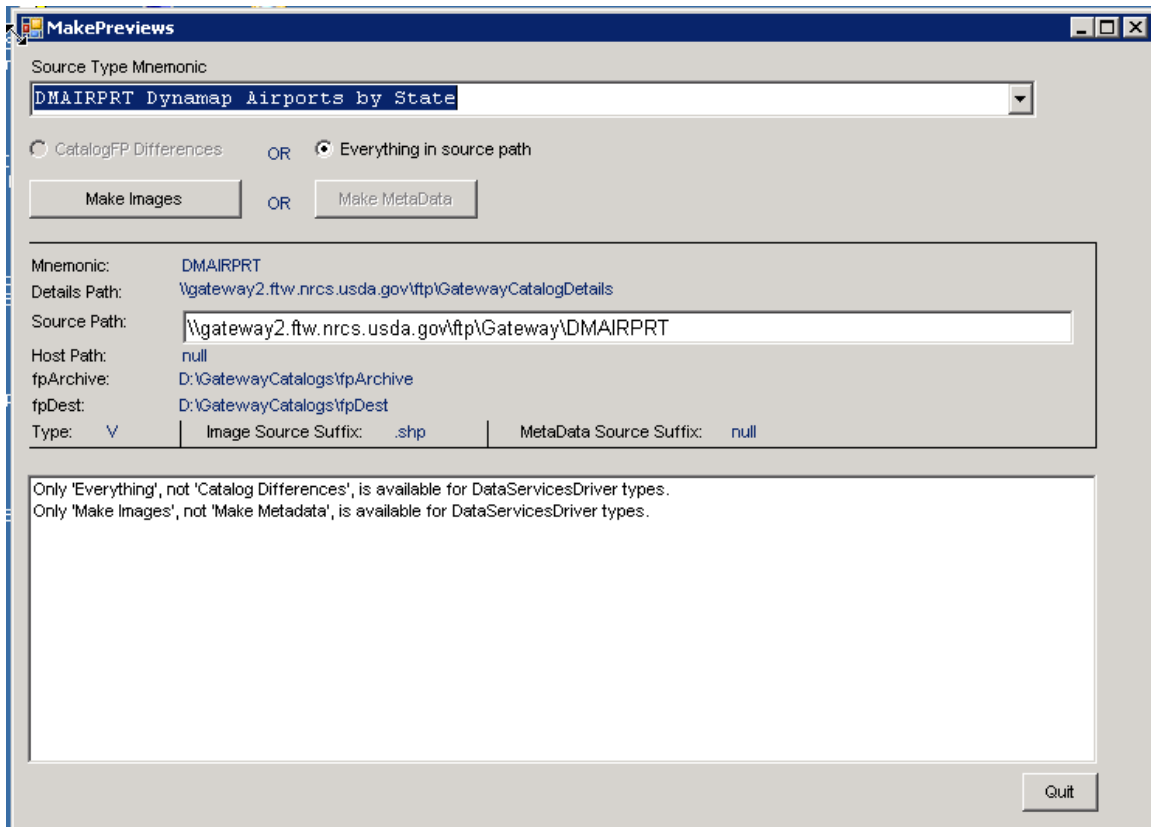 MakePreviews
Source Type Mnemonic
DMAIRPRT Dynamap Airports by State
CatalogFP Differences OR Everything in source path
Make Images OR Make MetaData
Mnemonic: DMAIRPRT
Details Path: \\gateway2.ftw.nrcs.usda.gov\ftp\GatewayCatalogDetails
Source Path: \\gateway2.ftw.nrcs.usda.gov\ftp\Gateway\DMAIRPRT
Host Path: null
fpArchive: D:\GatewayCatalogs\fpArchive
fpDest: D:\GatewayCatalogs\fpDest
Type: V Image Source Suffix: .shp MetaData Source Suffix: null
Only 'Everything', not 'Catalog Differences', is available for DataServicesDriver types.
Only 'Make Images', not 'Make Metadata', is available for DataServicesDriver types.
Quit